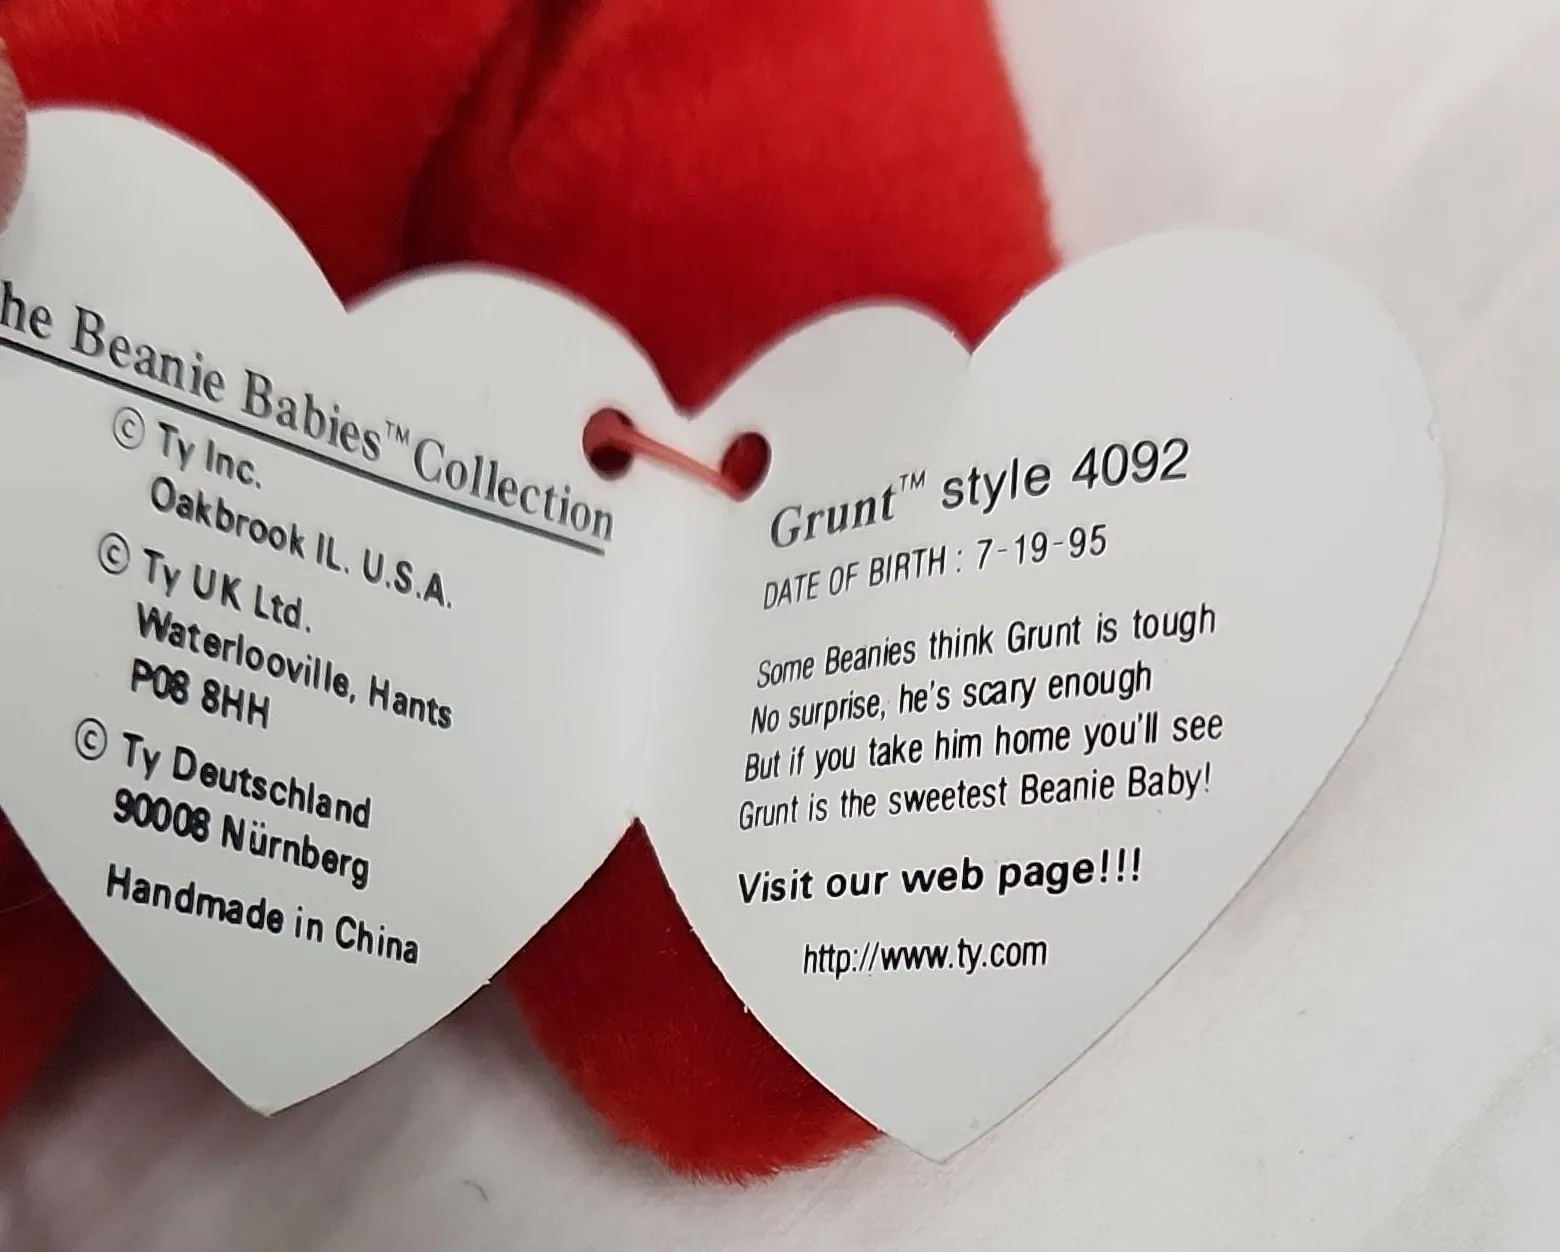 he Beanie Babies™ Collection
© Ty Inc.
Oakbrook IL. U.S.A.
© Ty UK Ltd.
Waterlooville, Hants
P08 8HH
© Ty Deutschland
90008 Nürnberg
Handmade in China
Grunt™ style 4092
DATE OF BIRTH : 7-19-95
Some Beanies think Grunt is tough
No surprise, he's scary enough
But if you take him home you'll see
Grunt is the sweetest Beanie Baby!
Visit our web page!!!
http://www.ty.com